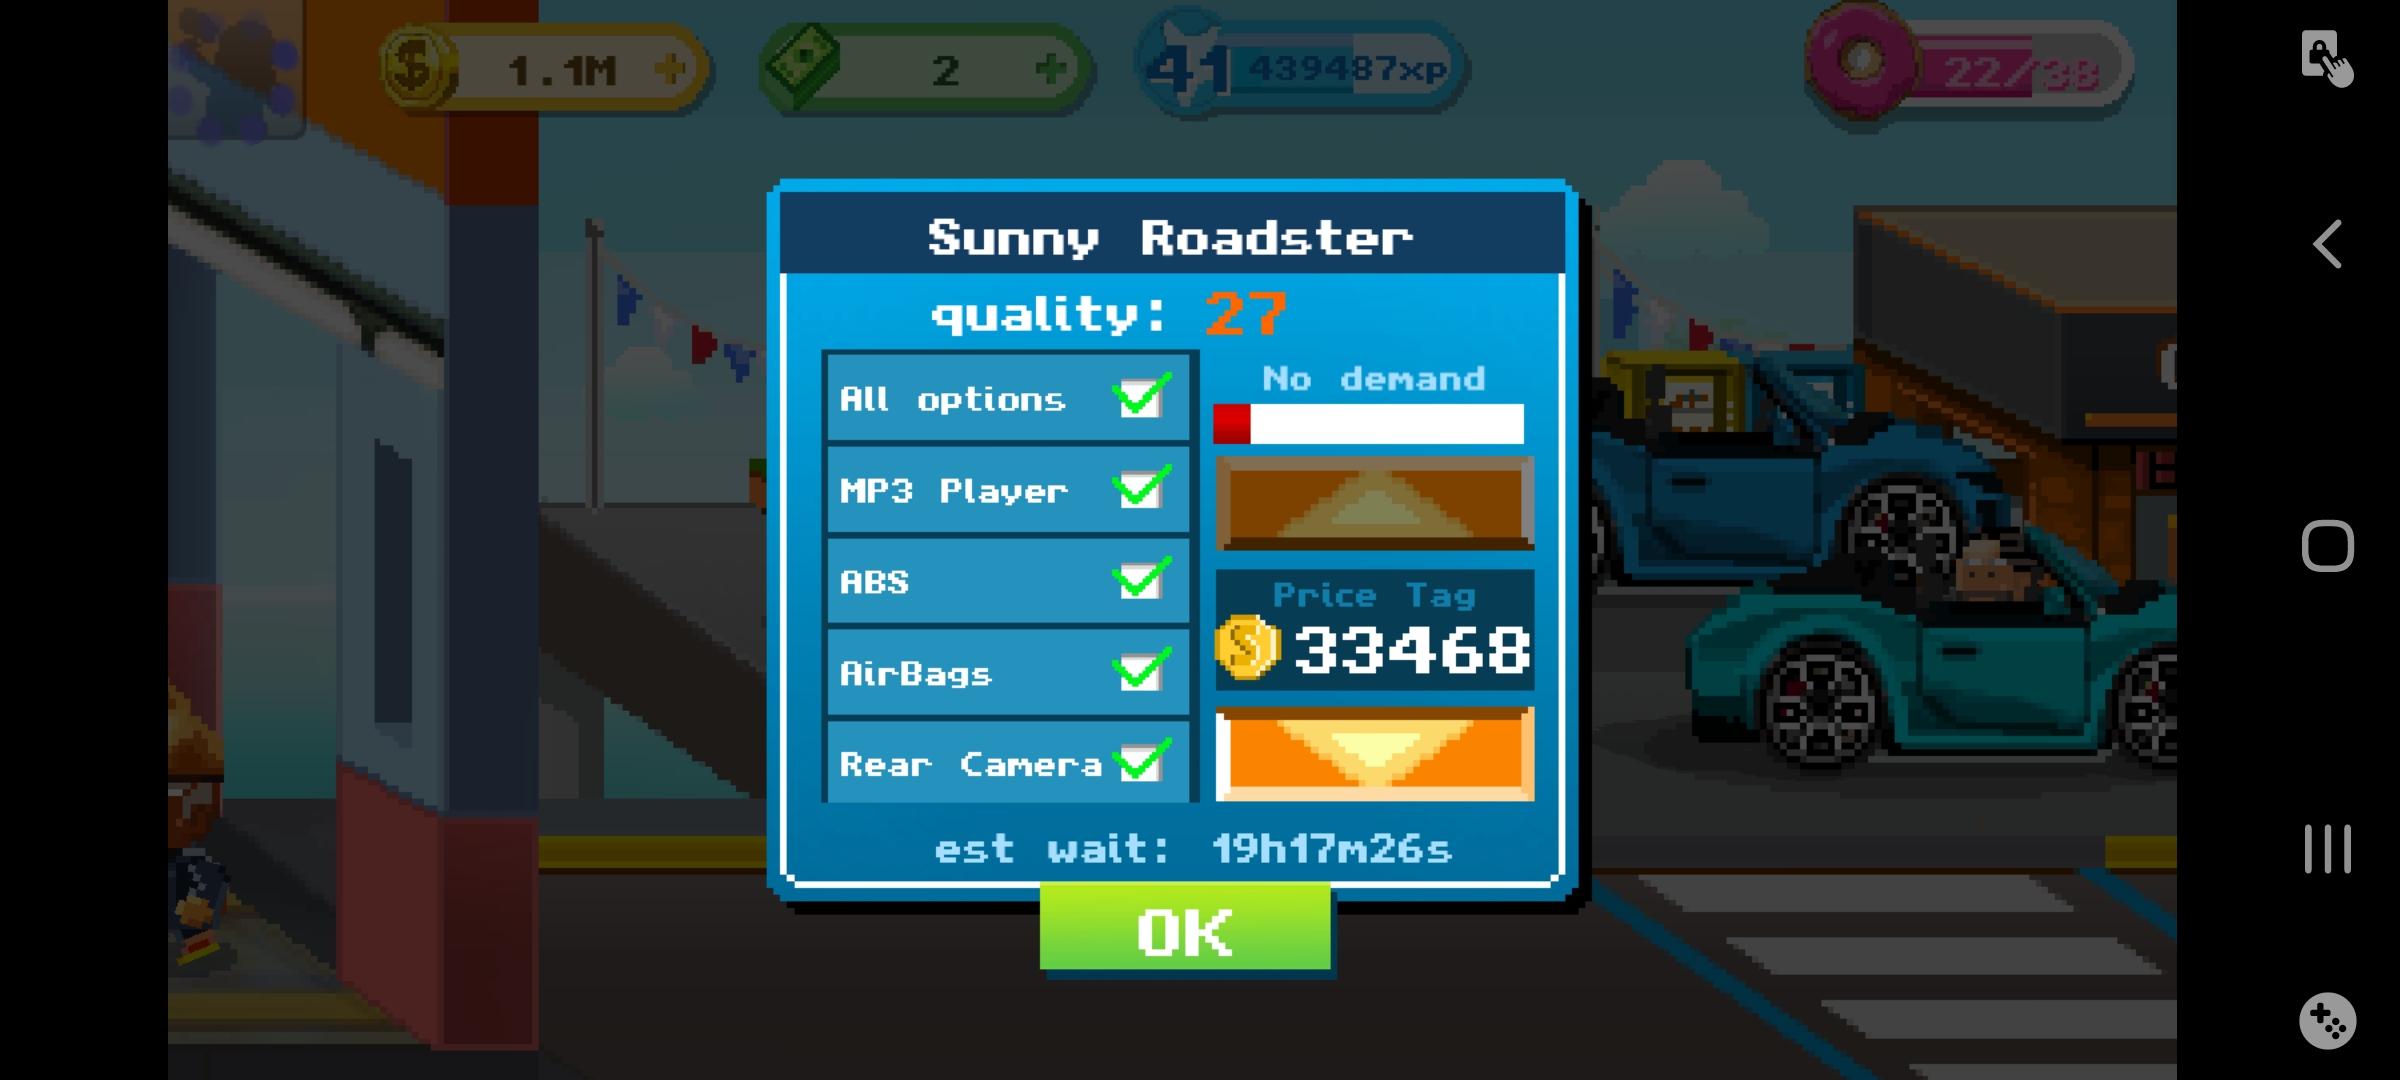 1.1M
2
41
439487xp
22/38
Sunny Roadster
quality: 27
All options
No demand
MP3 Player
ABS
Price Tag
33468
AirBags
Rear Camera
est wait: 19h17m26s
OK